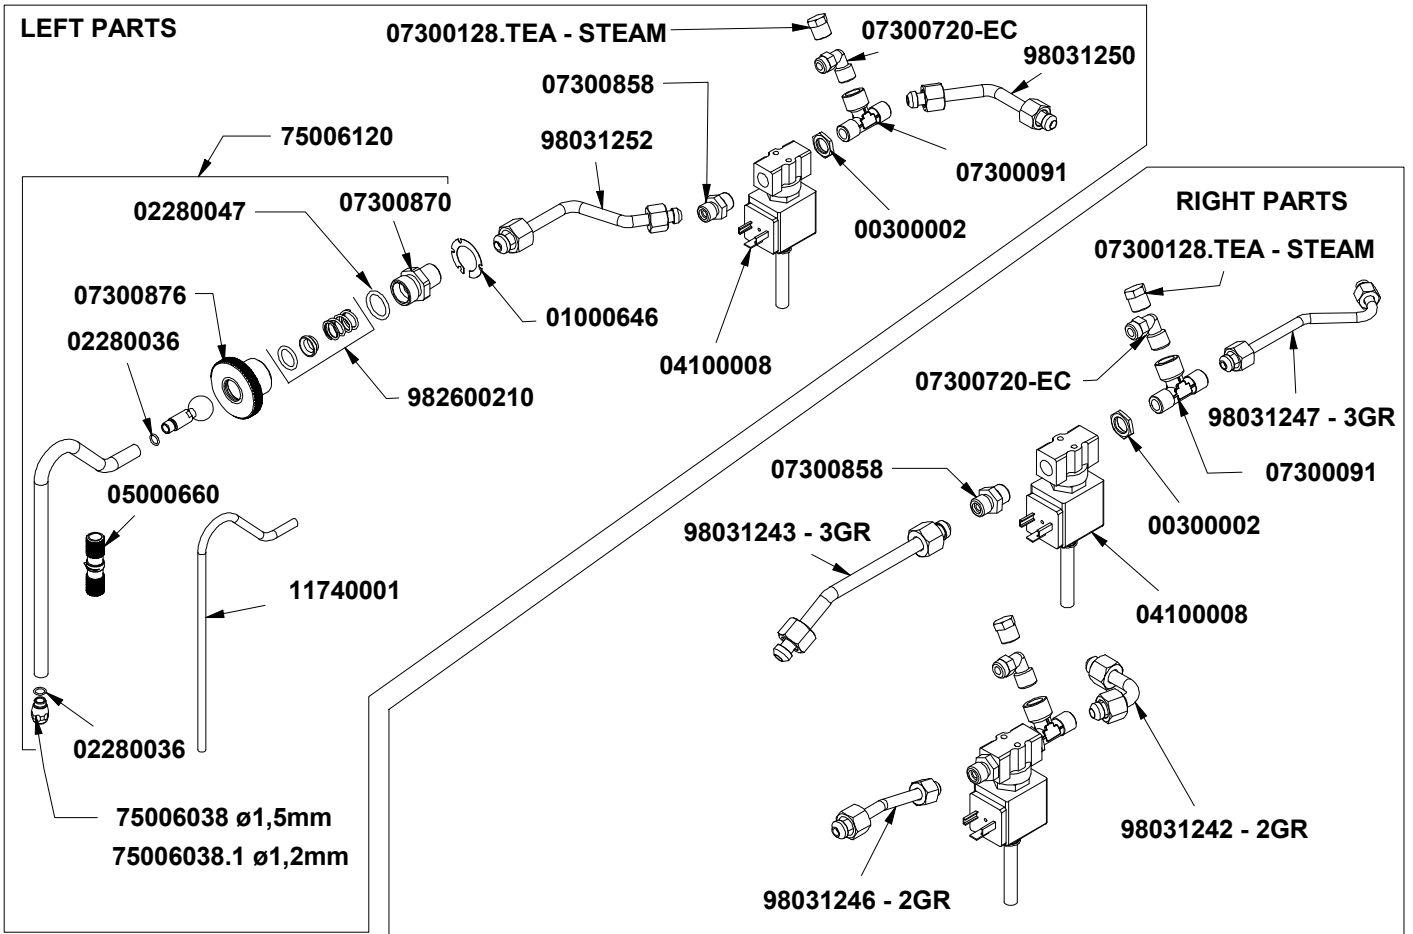 LEFT PARTS
07300128.TEA - STEAM
07300720-EC
98031250
07300858
75006120
98031252
07300091
02280047
07300870
00300002
07300876
01000646
02280036
04100008
982600210
05000660
11740001
02280036
75006038 ø1,5mm
75006038.1 ø1,2mm
RIGHT PARTS
07300128.TEA - STEAM
07300720-EC
98031247 - 3GR
07300858
07300091
98031243 - 3GR
00300002
04100008
98031242 - 2GR
98031246 - 2GR